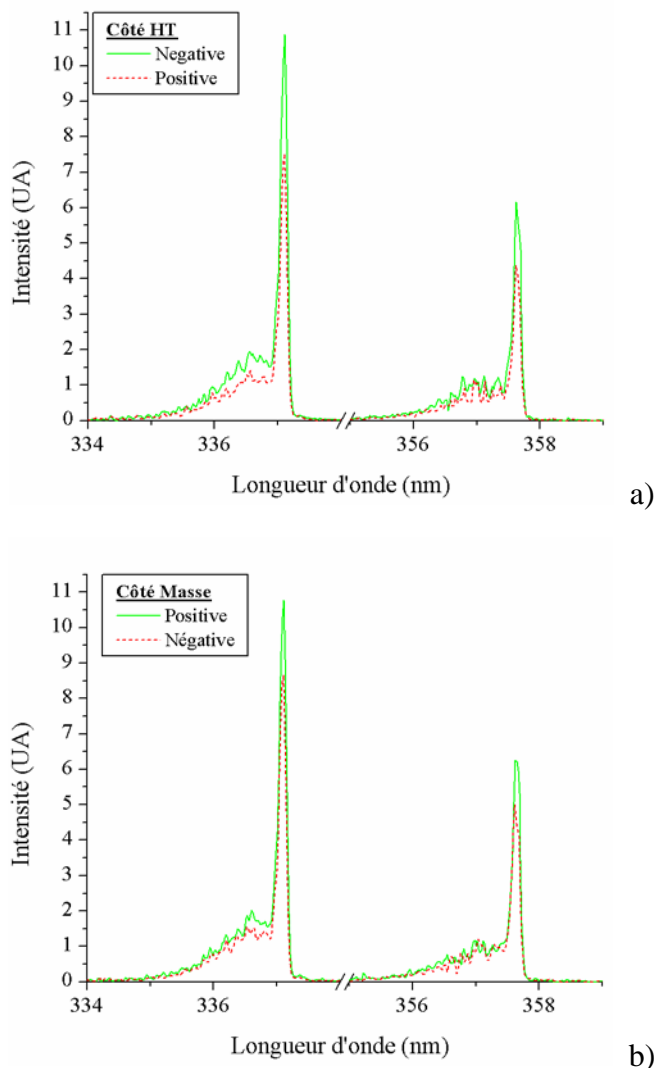 Côté HT
Negative
Positive
Intensité (UA)
11
10
9
8
7
6
5
4
3
2
1
0
334
336
356
358
Longueur d'onde (nm)
a)
Côté Masse
Positive
Négative
Intensité (UA)
11
10
9
8
7
6
5
4
3
2
1
0
334
336
356
358
Longueur d'onde (nm)
b)